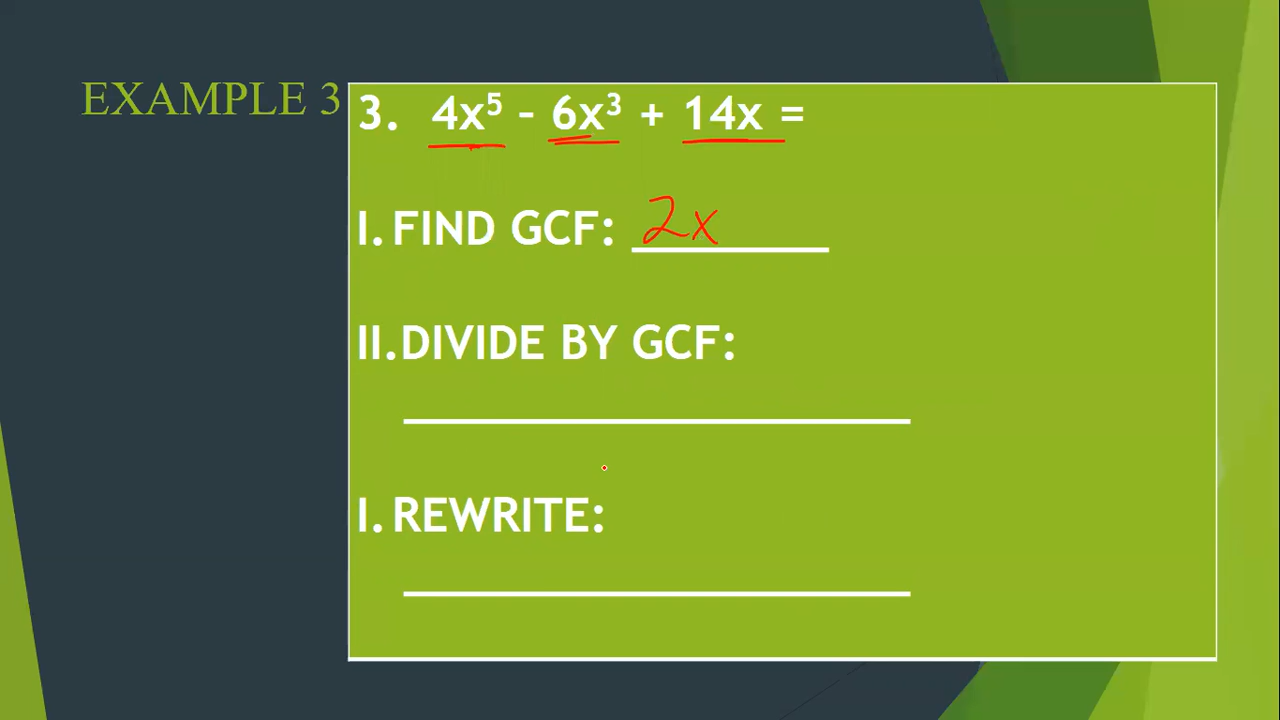 EXAMPLE 3
3. 4x⁵ - 6x³ + 14x =
I. FIND GCF: 2x
II. DIVIDE BY GCF:
I. REWRITE: